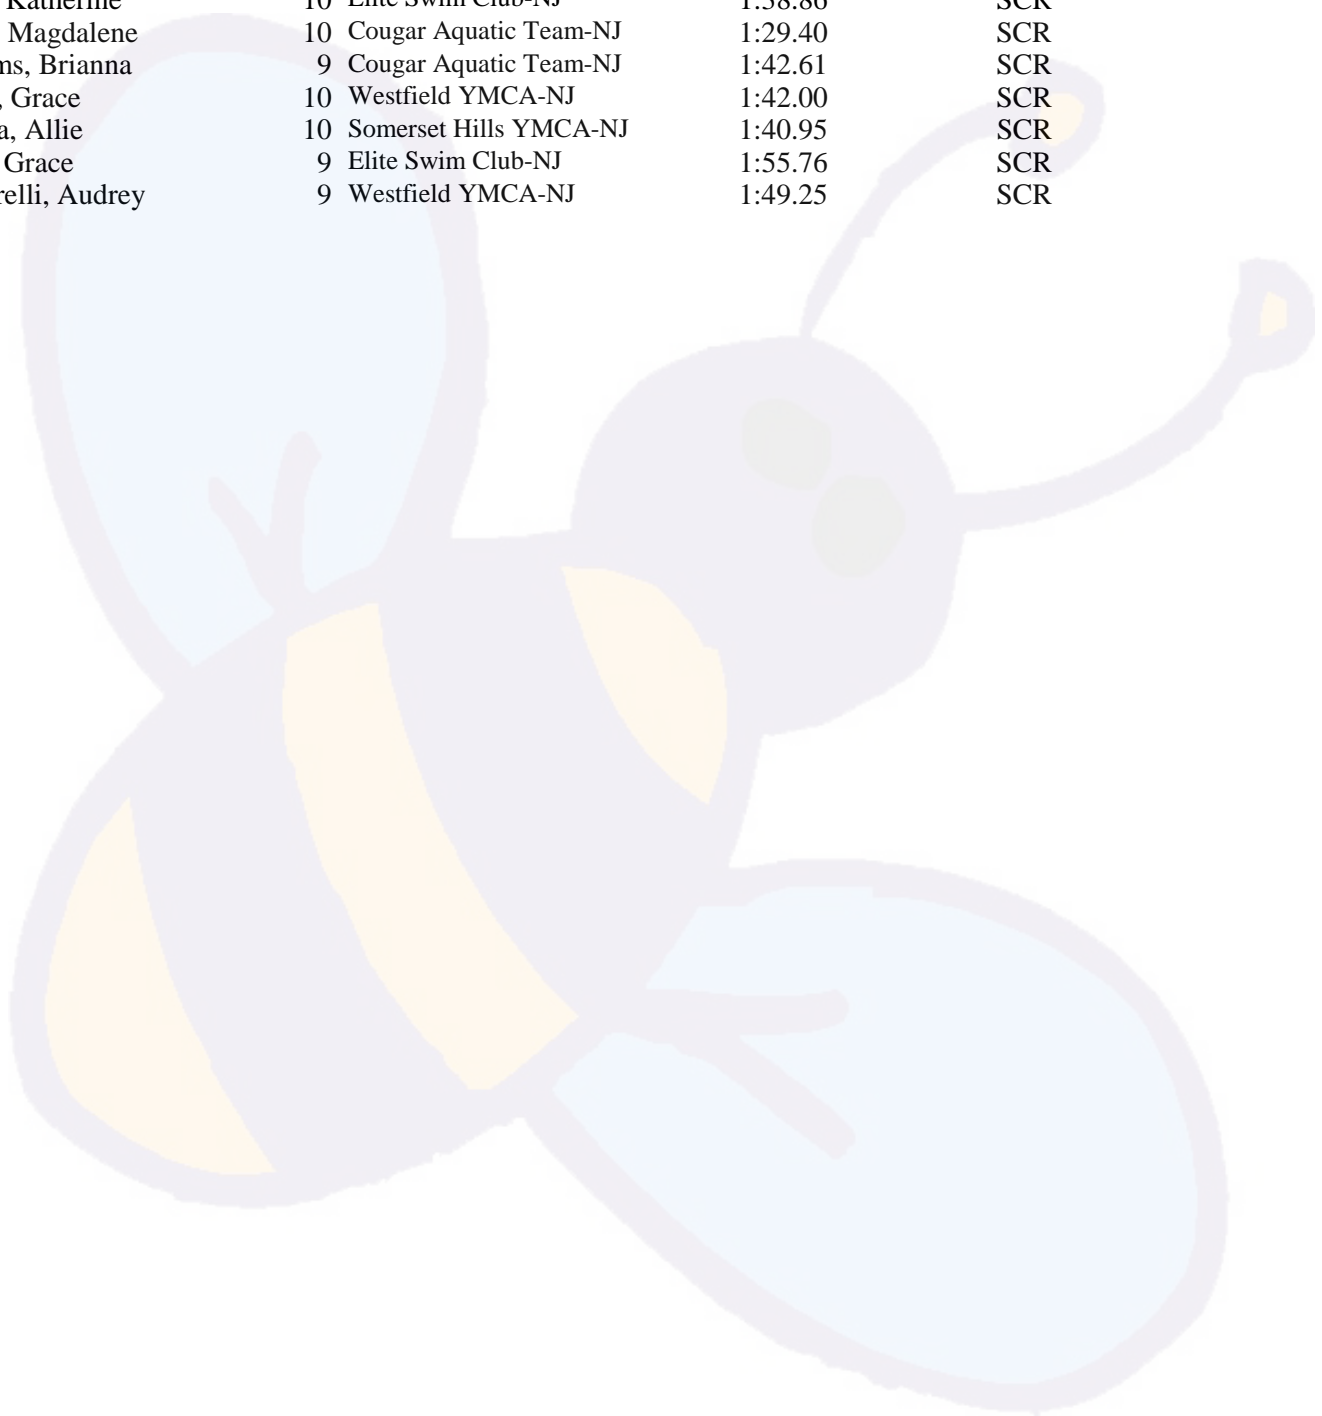 Katherine 10 Elite Swim Club-NJ 1:38.86 SCR
Magdalene 10 Cougar Aquatic Team-NJ 1:29.40 SCR
ms, Brianna 9 Cougar Aquatic Team-NJ 1:42.61 SCR
, Grace 10 Westfield YMCA-NJ 1:42.00 SCR
a, Allie 10 Somerset Hills YMCA-NJ 1:40.95 SCR
Grace 9 Elite Swim Club-NJ 1:55.76 SCR
relli, Audrey 9 Westfield YMCA-NJ 1:49.25 SCR